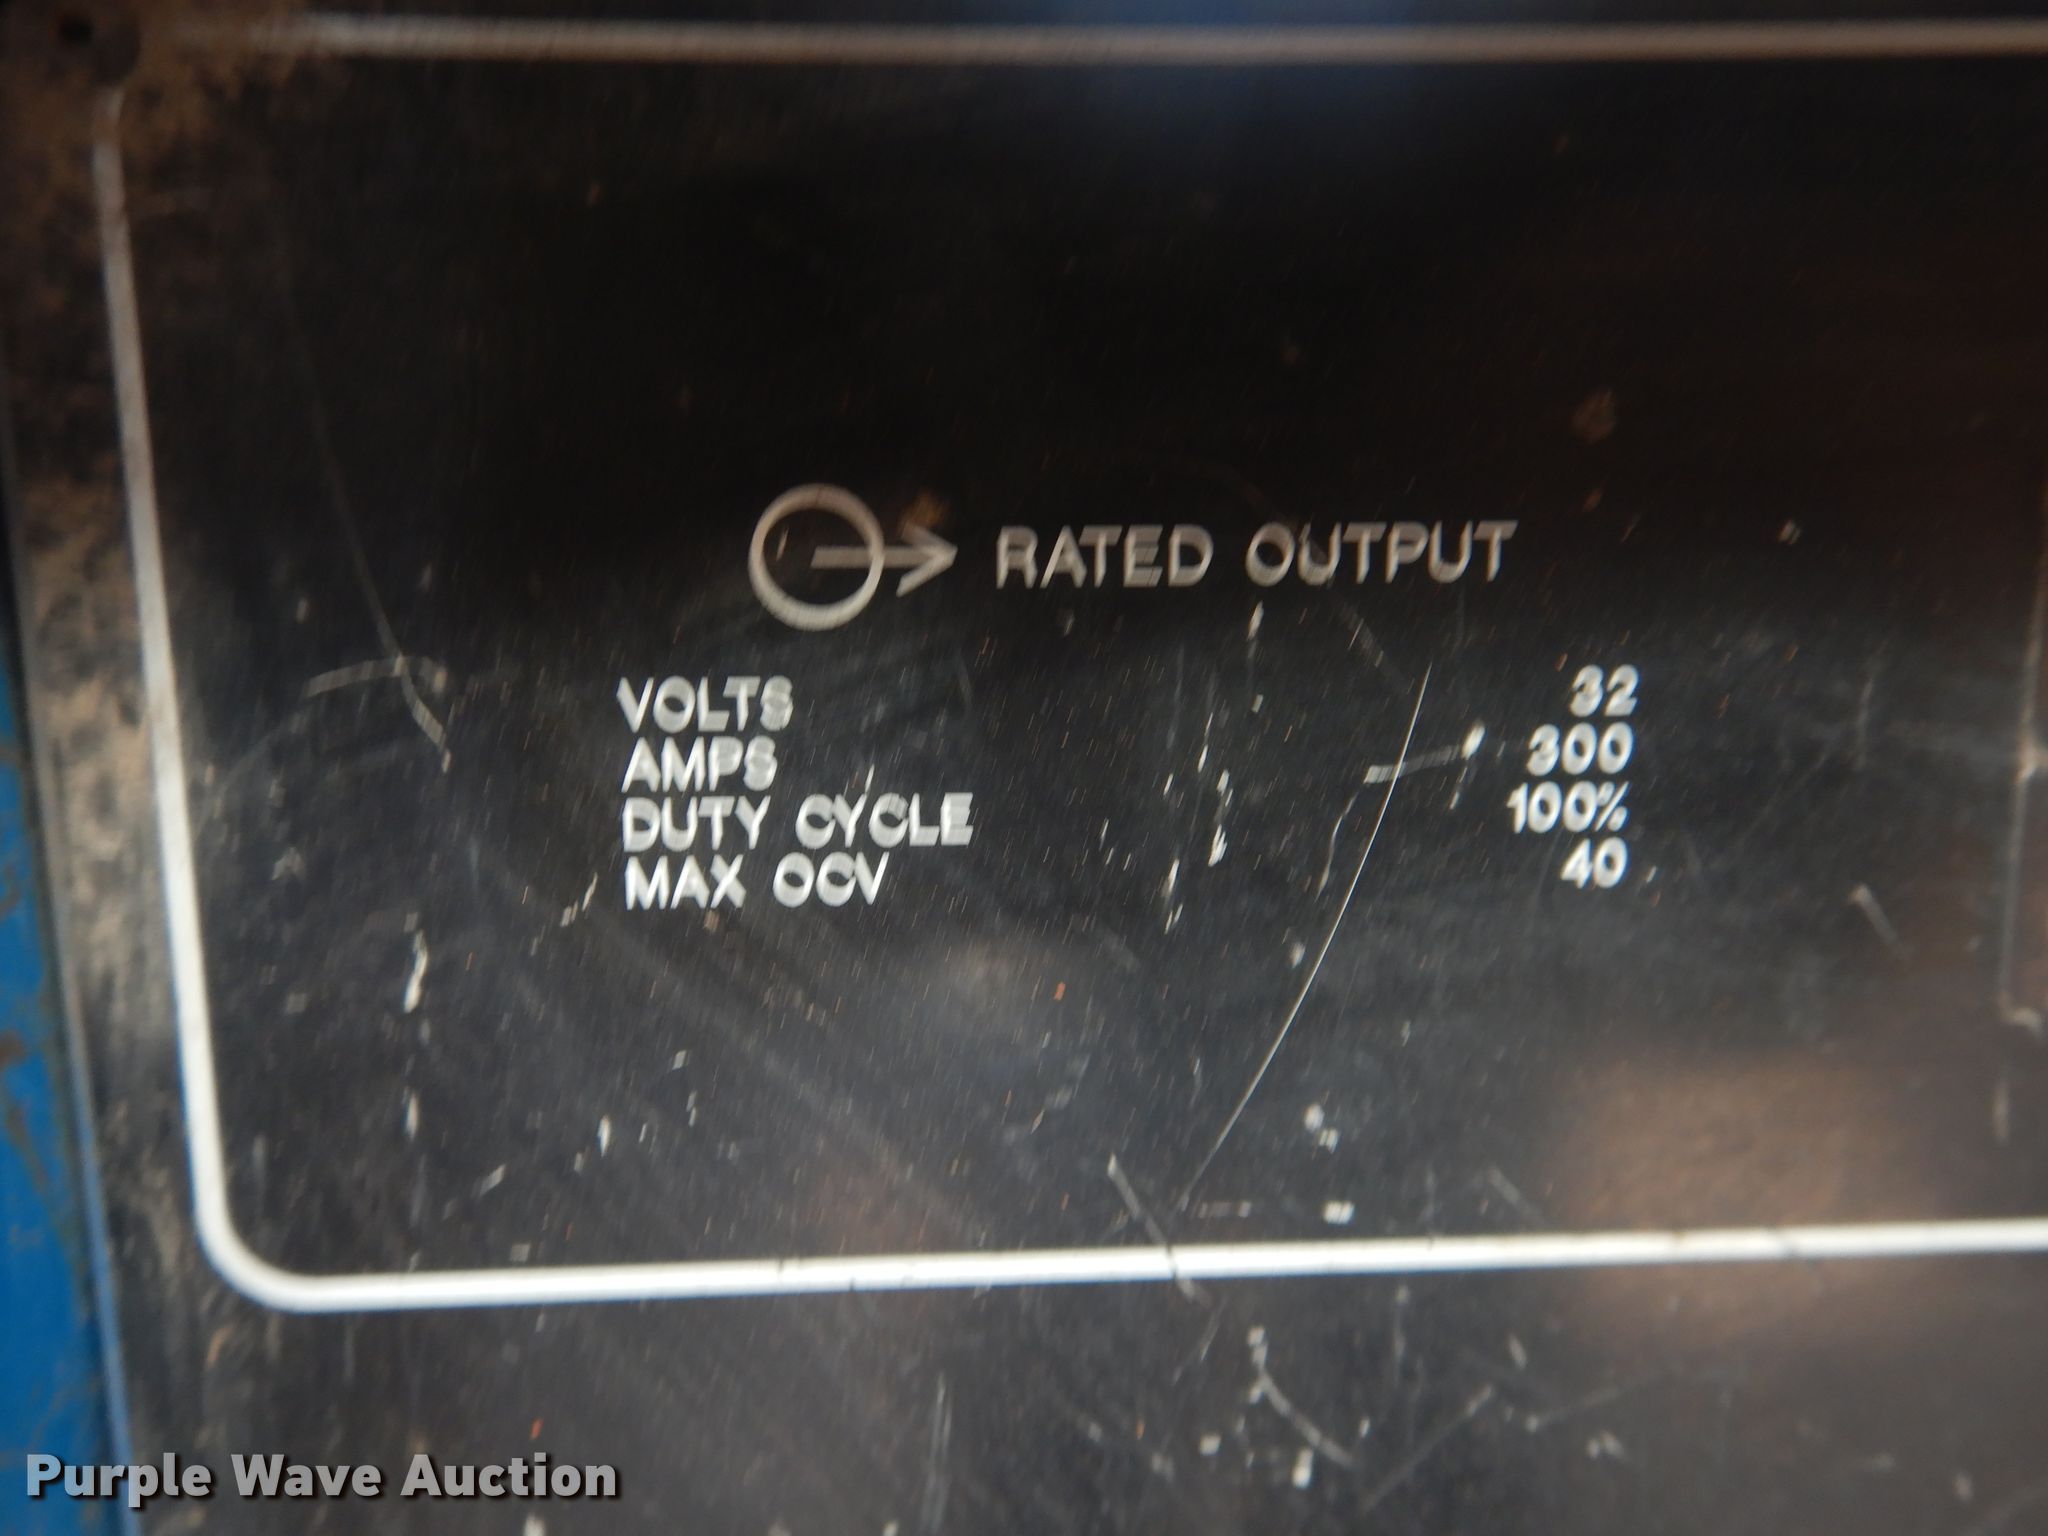 RATED OUTPUT
VOLTS 32
AMPS 300
DUTY CYCLE 100%
MAX OCV 40
Purple Wave Auction